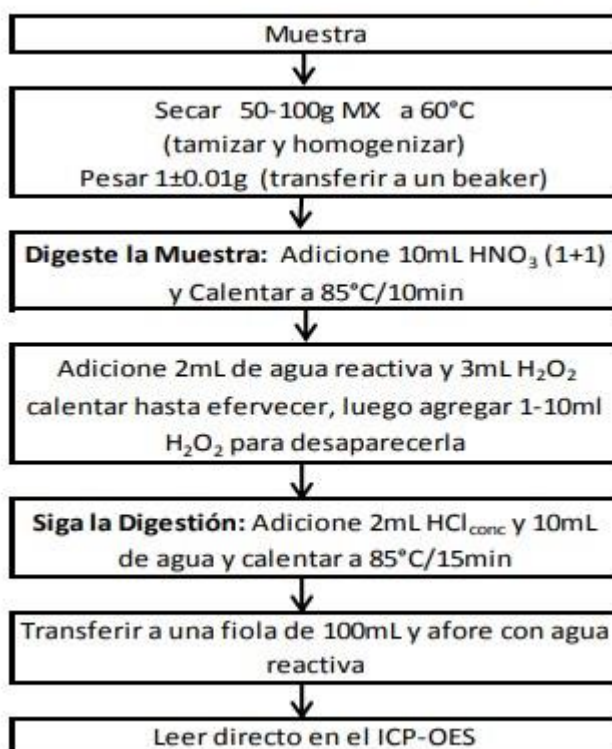 Muestra
Secar 50-100g MX a 60°C
(tamizar y homogenizar)
Pesar 1±0.01g (transferir a un beaker)
Digeste la Muestra: Adicione 10mL HNO₃ (1+1)
y Calentar a 85°C/10min
Adicione 2mL de agua reactiva y 3mL H₂O₂
calentar hasta efervecer, luego agregar 1-10ml
H₂O₂ para desaparecerla
Siga la Digestión: Adicione 2mL HCl꜀ₒₙ꜀ y 10mL
de agua y calentar a 85°C/15min
Transferir a una fiola de 100mL y afore con agua
reactiva
Leer directo en el ICP-OES